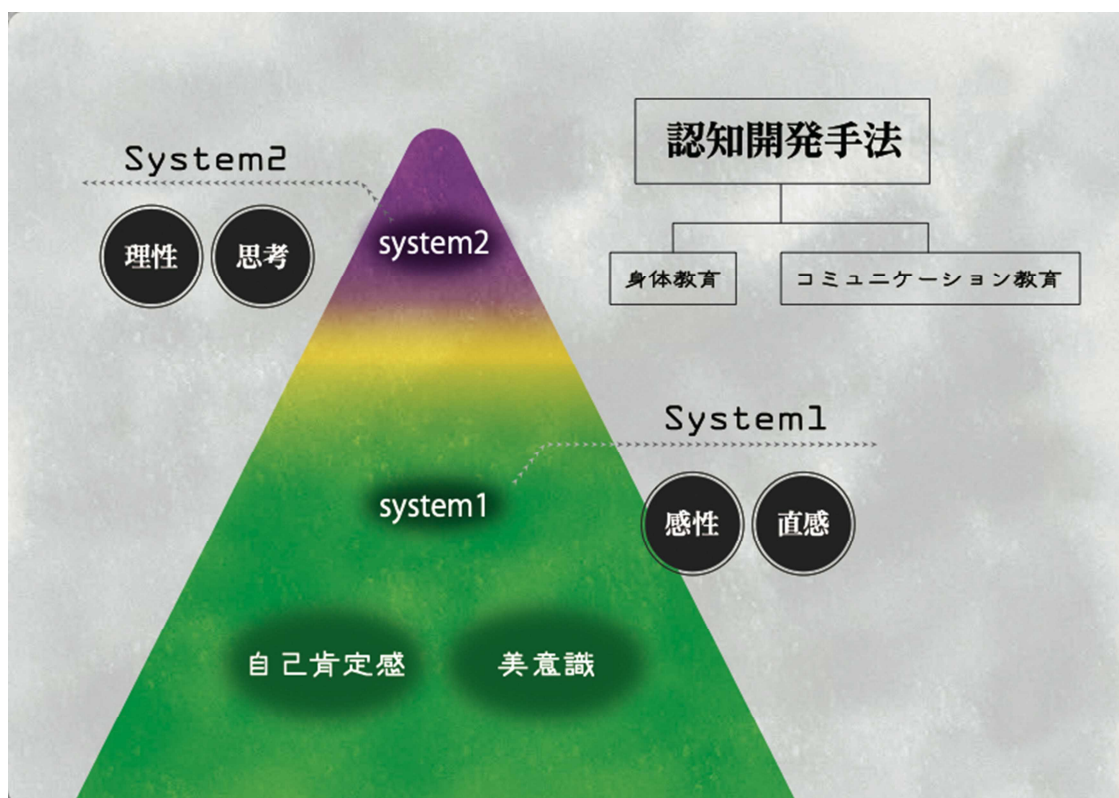 認知開発手法
身体教育
コミュニケーション教育
System2
理性
思考
system2
System1
system1
感性
直感
自己肯定感
美意識